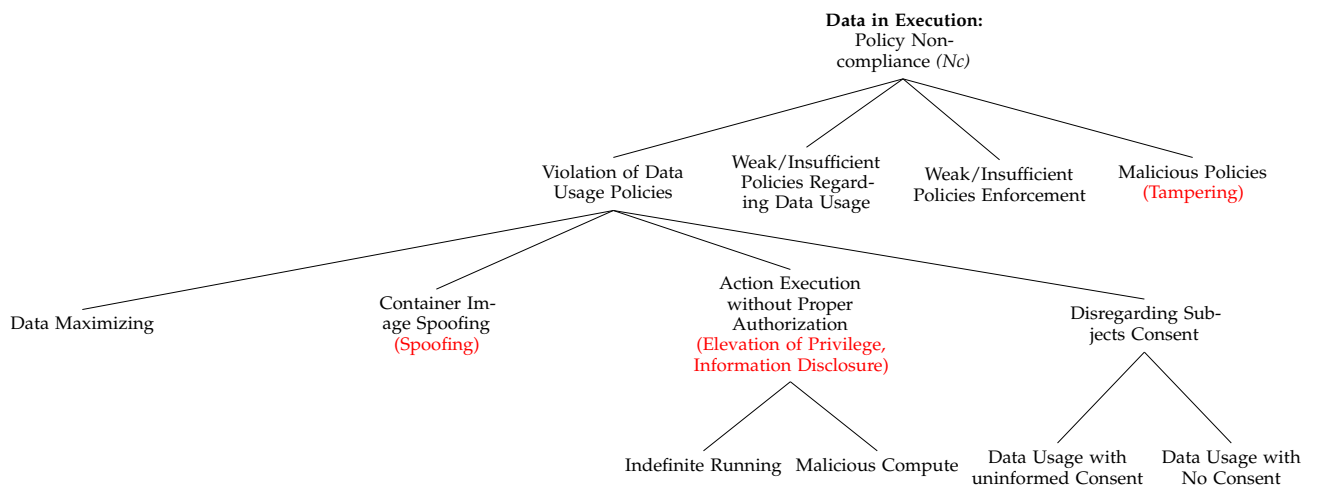 Data in Execution:
Policy Non-
compliance (Nc)
Violation of Data
Usage Policies
Weak/Insufficient
Policies Regard-
ing Data Usage
Weak/Insufficient
Policies Enforcement
Malicious Policies
(Tampering)
Data Maximizing
Container Im-
age Spoofing
(Spoofing)
Action Execution
without Proper
Authorization
(Elevation of Privilege,
Information Disclosure)
Disregarding Sub-
jects Consent
Indefinite Running
Malicious Compute
Data Usage with
uninformed Consent
Data Usage with
No Consent